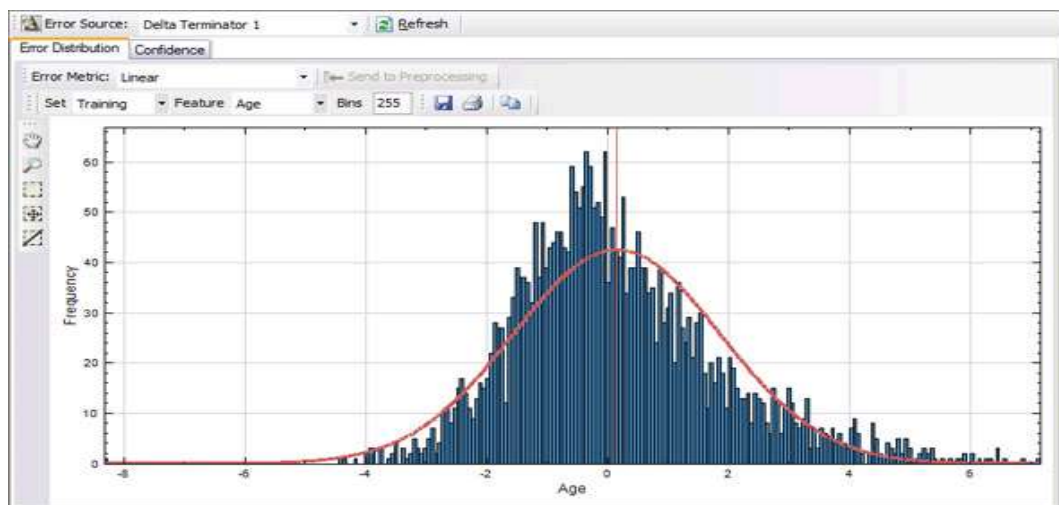 Error Source: Delta Terminator 1 Refresh
Error Distribution Confidence
Error Metric: Linear Send to Preprocessing
Set Training Feature Age Bins 255
60
50
40
30
20
10
0
Frequency
-8 -6 -4 -2 0 2 4 6
Age